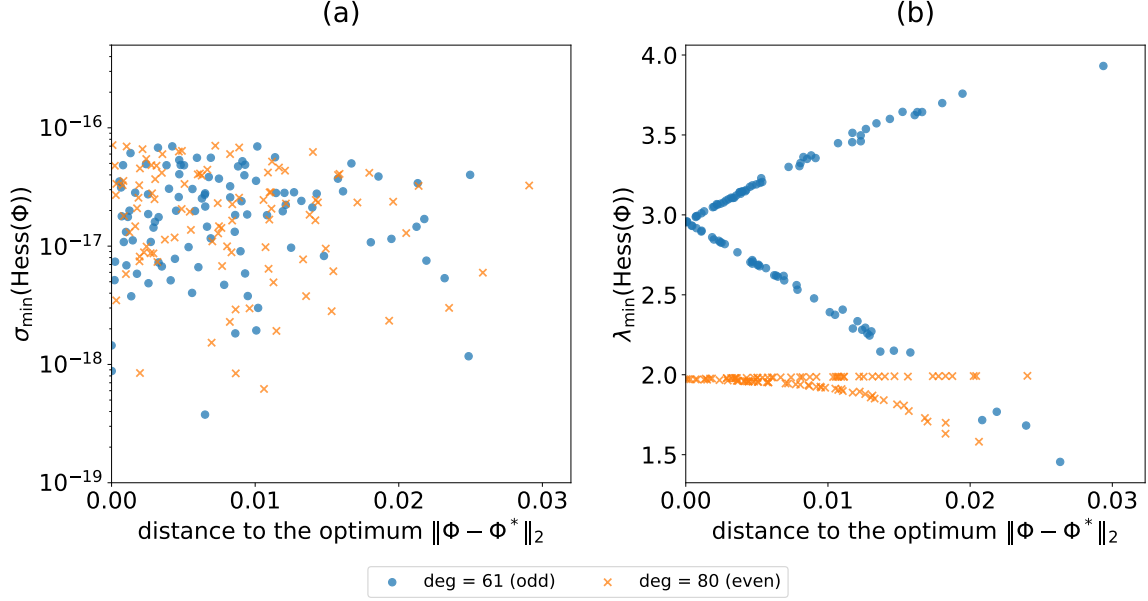 (a)
(b)
10⁻¹⁶
10⁻¹⁷
10⁻¹⁸
10⁻¹⁹
σ_min(Hess(Φ))
0.00 0.01 0.02 0.03
distance to the optimum ‖Φ − Φ*‖₂
4.0
3.5
3.0
2.5
2.0
1.5
λ_min(Hess(Φ))
0.00 0.01 0.02 0.03
distance to the optimum ‖Φ − Φ*‖₂
deg = 61 (odd) deg = 80 (even)